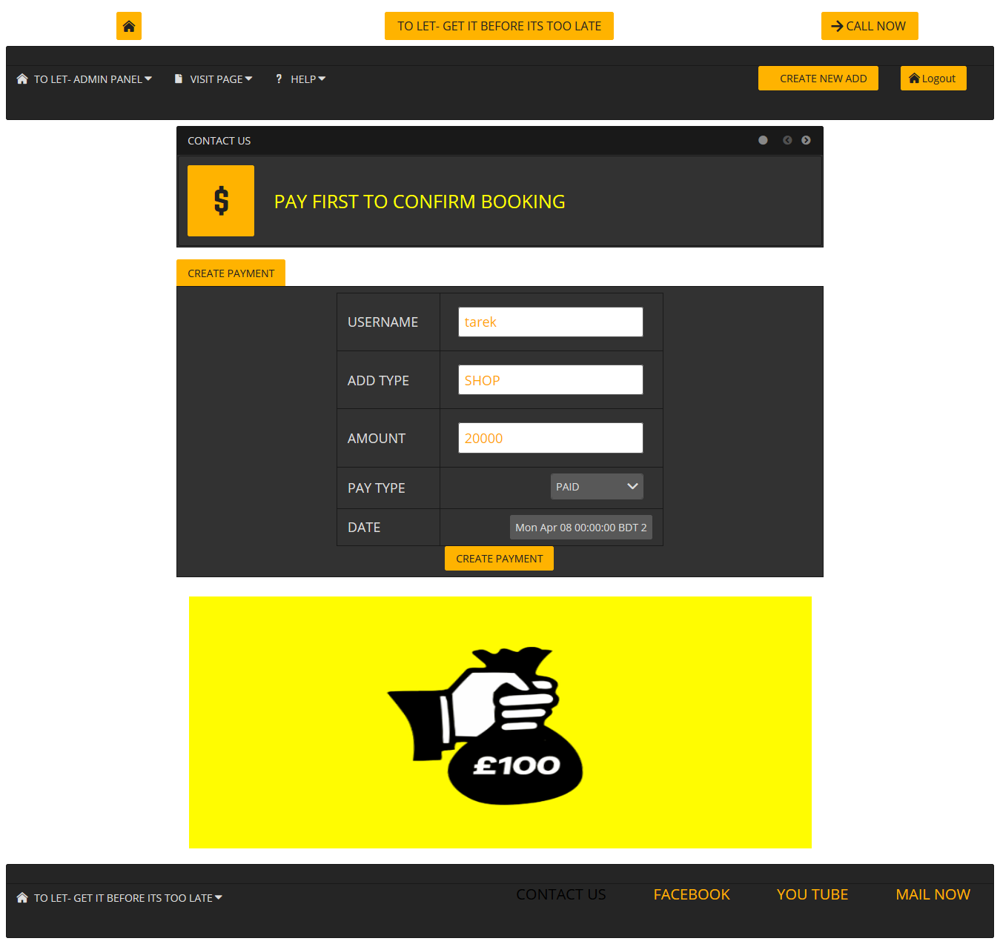 TO LET- GET IT BEFORE ITS TOO LATE
CALL NOW
TO LET- ADMIN PANEL
VISIT PAGE
? HELP
CREATE NEW ADD
Logout
CONTACT US
$
PAY FIRST TO CONFIRM BOOKING
CREATE PAYMENT
USERNAME
tarek
ADD TYPE
SHOP
AMOUNT
20000
PAY TYPE
PAID
DATE
Mon Apr 08 00:00:00 BDT 2
CREATE PAYMENT
£100
TO LET- GET IT BEFORE ITS TOO LATE
CONTACT US
FACEBOOK
YOU TUBE
MAIL NOW